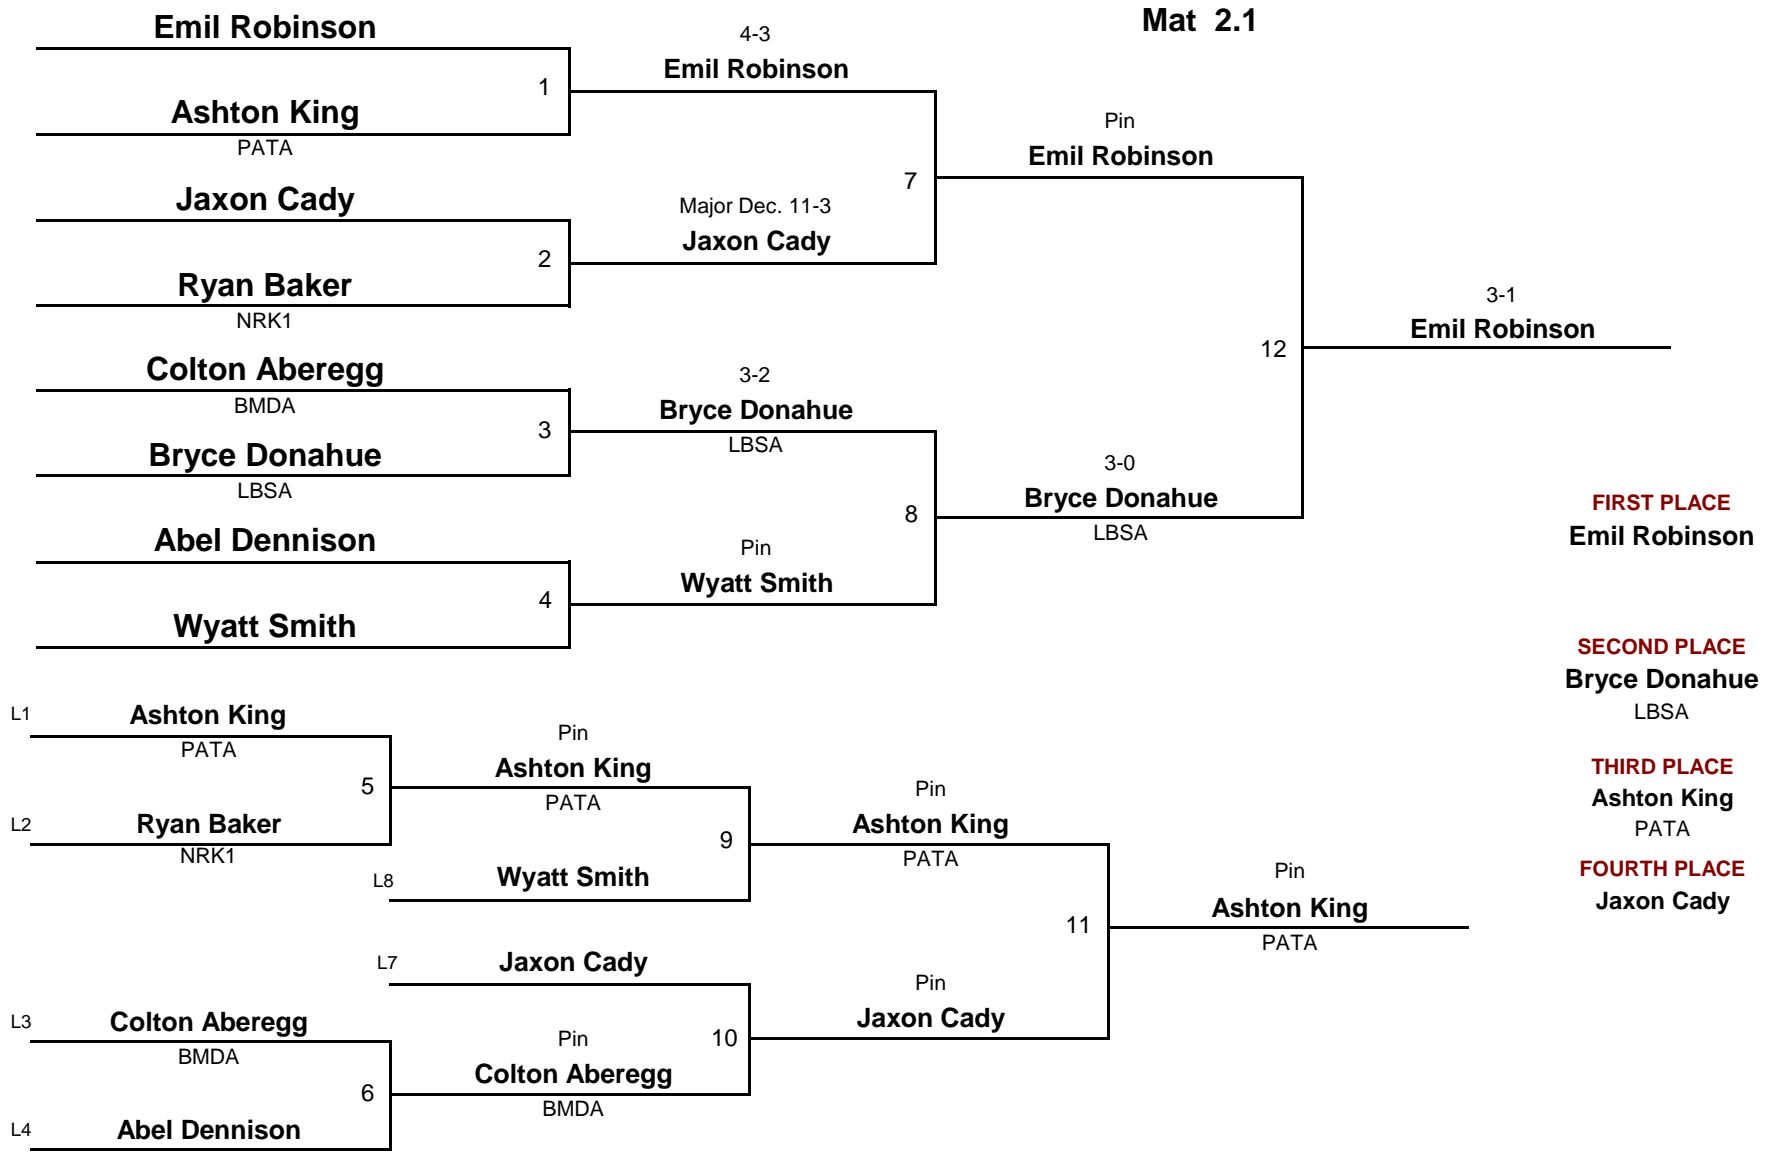 Mat 2.1
Emil Robinson
1
Ashton King
PATA
Jaxon Cady
2
Ryan Baker
NRK1
Colton Aberegg
BMDA
3
Bryce Donahue
LBSA
Abel Dennison
4
Wyatt Smith
4-3
Emil Robinson
7
Major Dec. 11-3
Jaxon Cady
3-2
Bryce Donahue
LBSA
8
Pin
Wyatt Smith
Pin
Emil Robinson
12
3-0
Bryce Donahue
LBSA
3-1
Emil Robinson
FIRST PLACE
Emil Robinson
SECOND PLACE
Bryce Donahue
LBSA
THIRD PLACE
Ashton King
PATA
FOURTH PLACE
Jaxon Cady
L1
Ashton King
PATA
5
L2
Ryan Baker
NRK1
Pin
Ashton King
PATA
9
L8
Wyatt Smith
L7
Jaxon Cady
10
L3
Colton Aberegg
BMDA
6
L4
Abel Dennison
Pin
Colton Aberegg
BMDA
Pin
Ashton King
PATA
11
Pin
Jaxon Cady
Pin
Ashton King
PATA